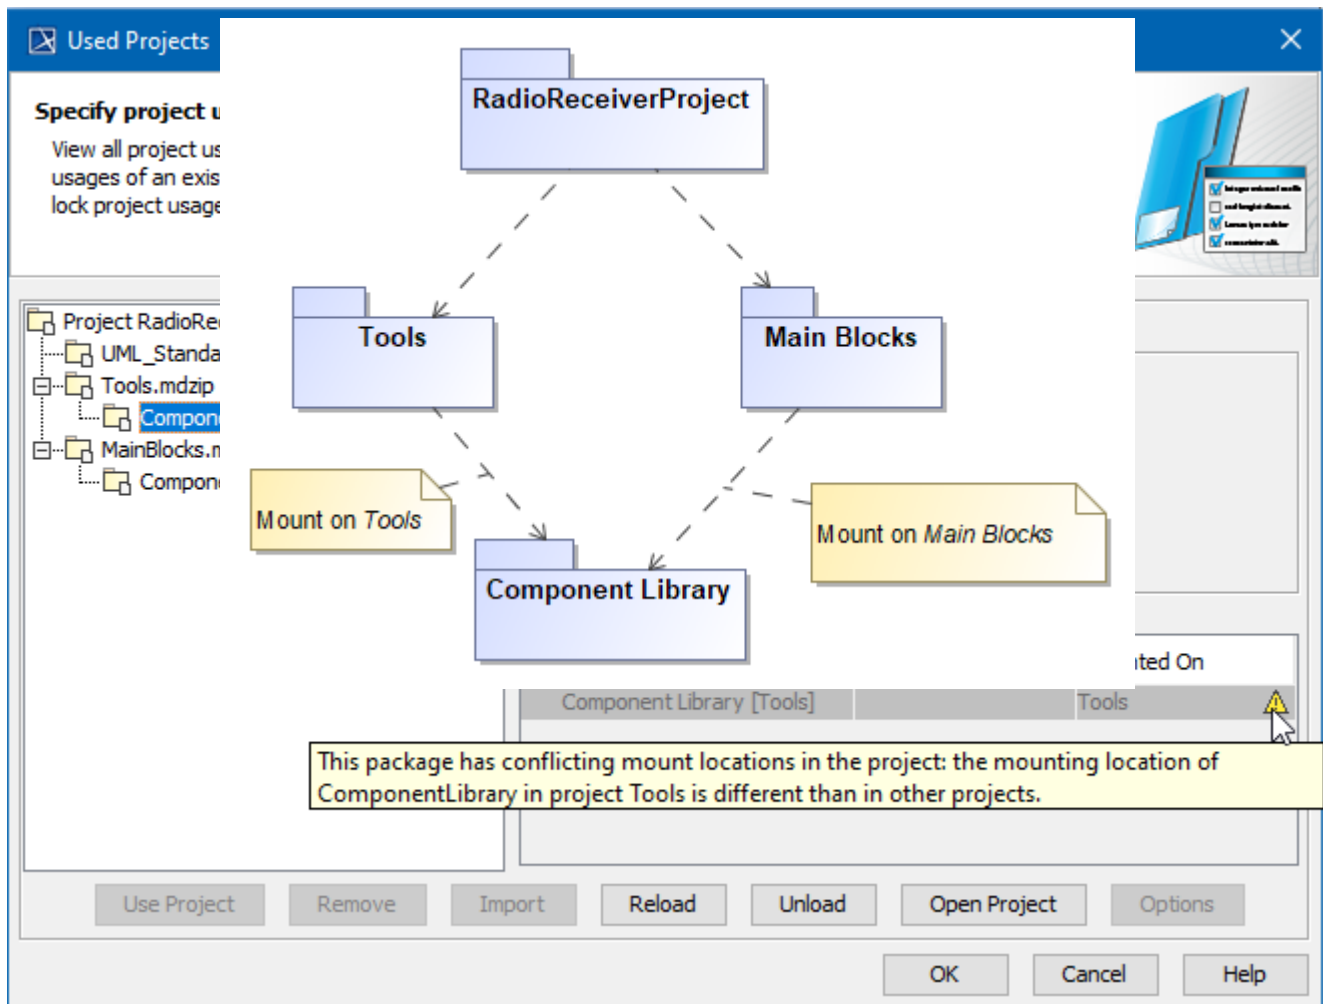 Used Projects
Specify project u
View all project us
usages of an exis
lock project usage
RadioReceiverProject
Tools
Main Blocks
Mount on Tools
Mount on Main Blocks
Component Library
Project RadioRe
UML_Standa
Tools.mdzip
Compon
MainBlocks.m
Compon
ted On
Component Library [Tools]
Tools
This package has conflicting mount locations in the project: the mounting location of
ComponentLibrary in project Tools is different than in other projects.
Use Project
Remove
Import
Reload
Unload
Open Project
Options
OK
Cancel
Help